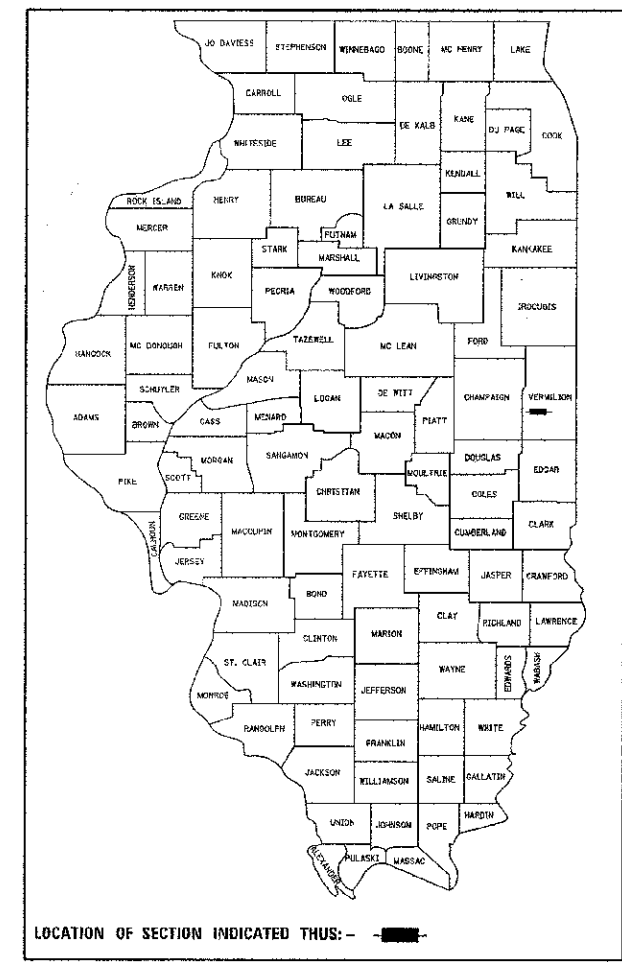 JO DAVIESS STEPHENSON WINNEBAGO BOONE MC HENRY LAKE
CARROLL OGLE DE KALB KANE DU PAGE COOK
WHITESIDE LEE KENDALL WILL
ROCK ISLAND HENRY BUREAU LA SALLE GRUNDY
MERCER PUTNAM KANKAKEE
HENDERSON WARREN KNOX STARK MARSHALL LIVINGSTON
PEORIA WOODFORD IROQUOIS
HANCOCK MC DONOUGH FULTON TAZEWELL MC LEAN FORD
SCHUYLER MASON LOGAN DE WITT CHAMPAIGN VERMILION
ADAMS BROWN CASS MENARD MACON PIATT
PIKE SCOTT MORGAN SANGAMON CHRISTIAN MOULTRIE DOUGLAS EDGAR
COLES
CALHOUN GREENE MACOUPIN MONTGOMERY SHELBY CUMBERLAND CLARK
JERSEY FAYETTE EFFINGHAM JASPER CRAWFORD
MADISON BOND CLAY RICHLAND LAWRENCE
CLINTON MARION
ST. CLAIR WAYNE EDWARDS WABASH
WASHINGTON JEFFERSON
MONROE
RANDOLPH PERRY HAMILTON WHITE
FRANKLIN
JACKSON WILLIAMSON SALINE GALLATIN
UNION JOHNSON POPE HARDIN
ALEXANDER PULASKI MASSAC
LOCATION OF SECTION INDICATED THUS:-